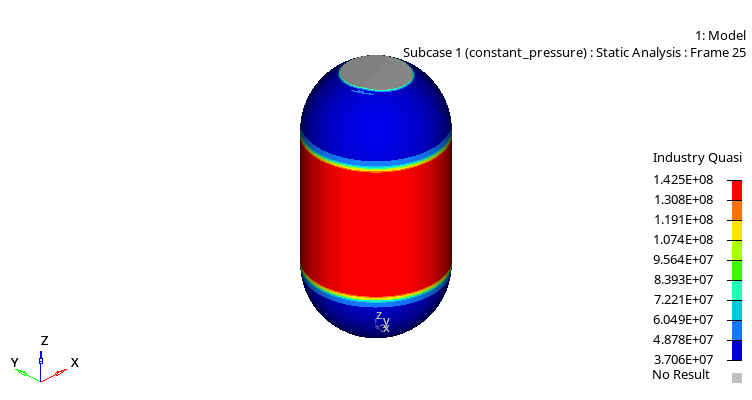 1: Model
Subcase 1 (constant_pressure) : Static Analysis : Frame 25
Industry Quasi
1.425E+08
1.308E+08
1.191E+08
1.074E+08
9.564E+07
8.393E+07
7.221E+07
6.049E+07
4.878E+07
3.706E+07
No Result
Z
Y
X
Z
Y
X